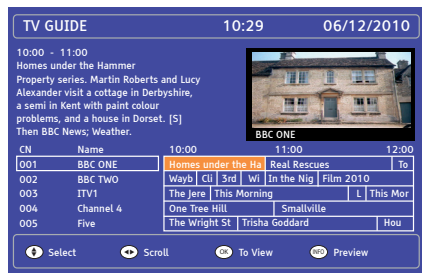 TV GUIDE 10:29 06/12/2010
10:00 - 11:00
Homes under the Hammer
Property series. Martin Roberts and Lucy
Alexander visit a cottage in Derbyshire,
a semi in Kent with paint colour
problems, and a house in Dorset. [S]
Then BBC News; Weather.
BBC ONE
CN Name 10:00 11:00 12:00
001 BBC ONE Homes under the Ha Real Rescues To
002 BBC TWO Wayb Cli 3rd Wi In the Nig Film 2010
003 ITV1 The Jere This Morning L This Mor
004 Channel 4 One Tree Hill Smallville
005 Five The Wright St Trisha Goddard Hou
Select Scroll OK To View INFO Preview